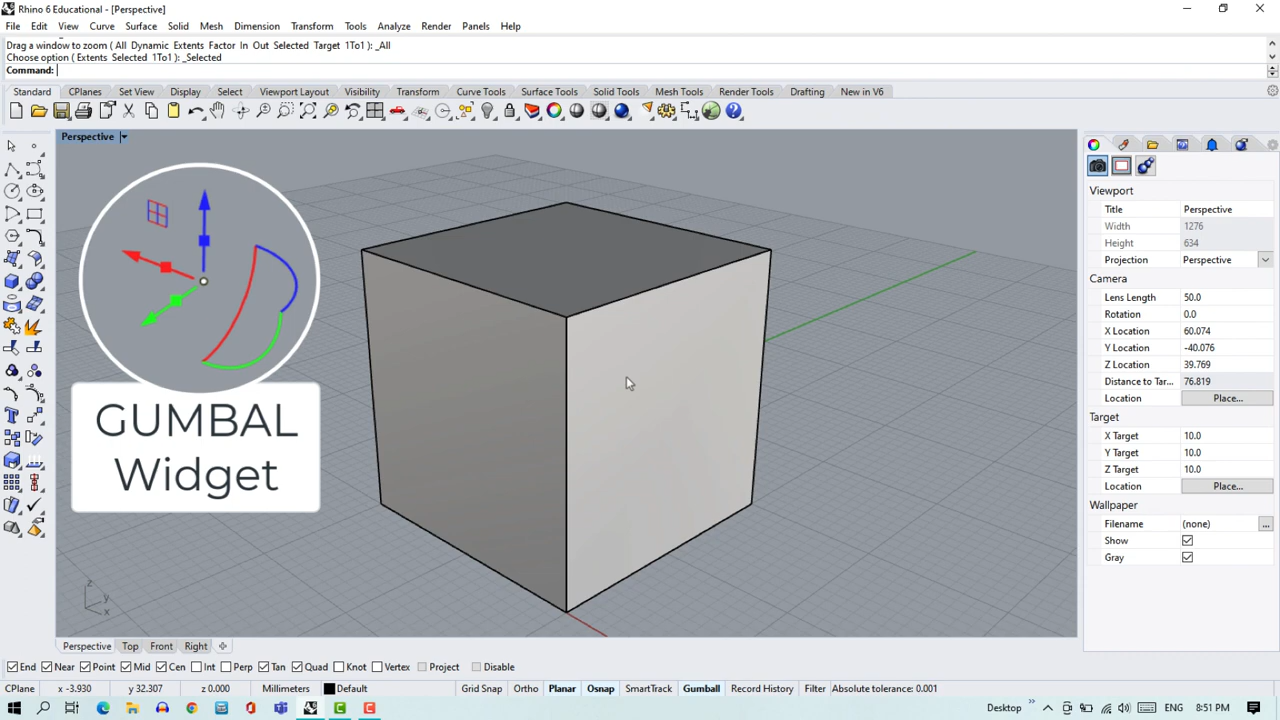 Rhino 6 Educational - [Perspective]
File Edit View Curve Surface Solid Mesh Dimension Transform Tools Analyze Render Panels Help
Drag a window to zoom ( All Dynamic Extents Factor In Out Selected Target 1To1 ): _All
Choose option ( Extents Selected 1To1 ): _Selected
Command:
Standard CPlanes Set View Display Select Viewport Layout Visibility Transform Curve Tools Surface Tools Solid Tools Mesh Tools Render Tools Drafting New in V6
Perspective
GUMBAL
Widget
z
y
x
Viewport
Title Perspective
Width 1276
Height 634
Projection Perspective
Camera
Lens Length 50.0
Rotation 0.0
X Location 60.074
Y Location -40.076
Z Location 39.769
Distance to Tar... 76.819
Location Place...
Target
X Target 10.0
Y Target 10.0
Z Target 10.0
Location Place...
Wallpaper
Filename (none) ...
Show
Gray
Perspective Top Front Right
End Near Point Mid Cen Int Perp Tan Quad Knot Vertex Project Disable
CPlane x -3.930 y 32.307 z 0.000 Millimeters Default Grid Snap Ortho Planar Osnap SmartTrack Gumball Record History Filter Absolute tolerance: 0.001
Desktop ENG 8:51 PM